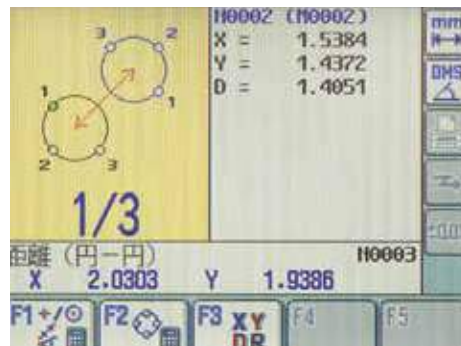 M0002 (M0002)
X = 1.5384
Y = 1.4372
D = 1.4051
mm
DMS
3 2
1 1
2 3
1/3
距離 (円ー円) M0003
X 2.0303 Y 1.9386
F1 +/⊙ F2 F3 XY F4 F5
DR